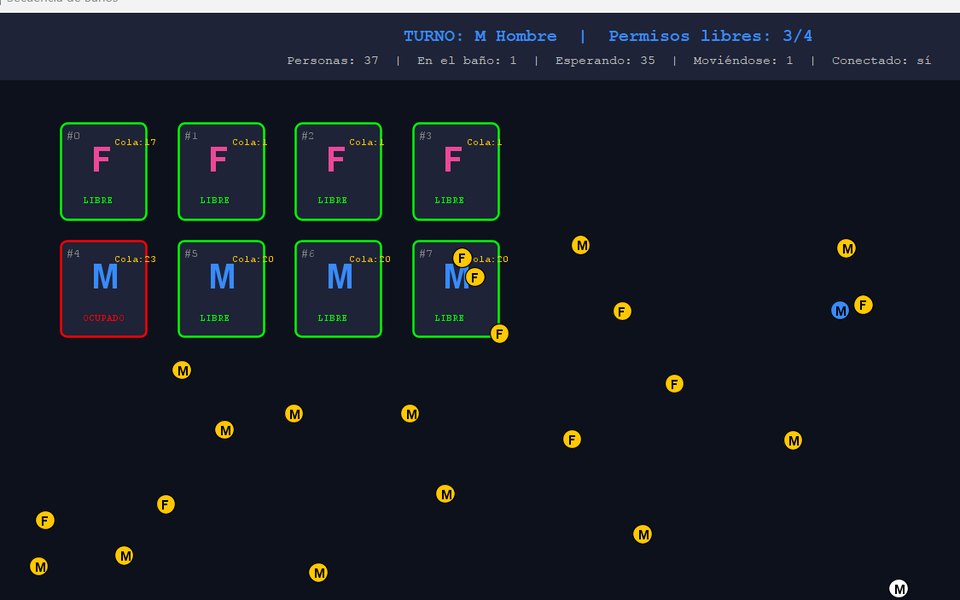 Secuencia de baños
TURNO: M Hombre | Permisos libres: 3/4
Personas: 37 | En el baño: 1 | Esperando: 35 | Moviéndose: 1 | Conectado: sí
#0 Cola:17 #1 Cola:1 #2 Cola:1 #3 Cola:1
F F F F
LIBRE LIBRE LIBRE LIBRE
M M
#4 Cola:23 #5 Cola:20 #6 Cola:20 #7 F Cola:20
M M M M F
OCUPADO LIBRE LIBRE LIBRE
F M F
F
M
F
M M M
M F M
M
F
F
M
M
M
M
M